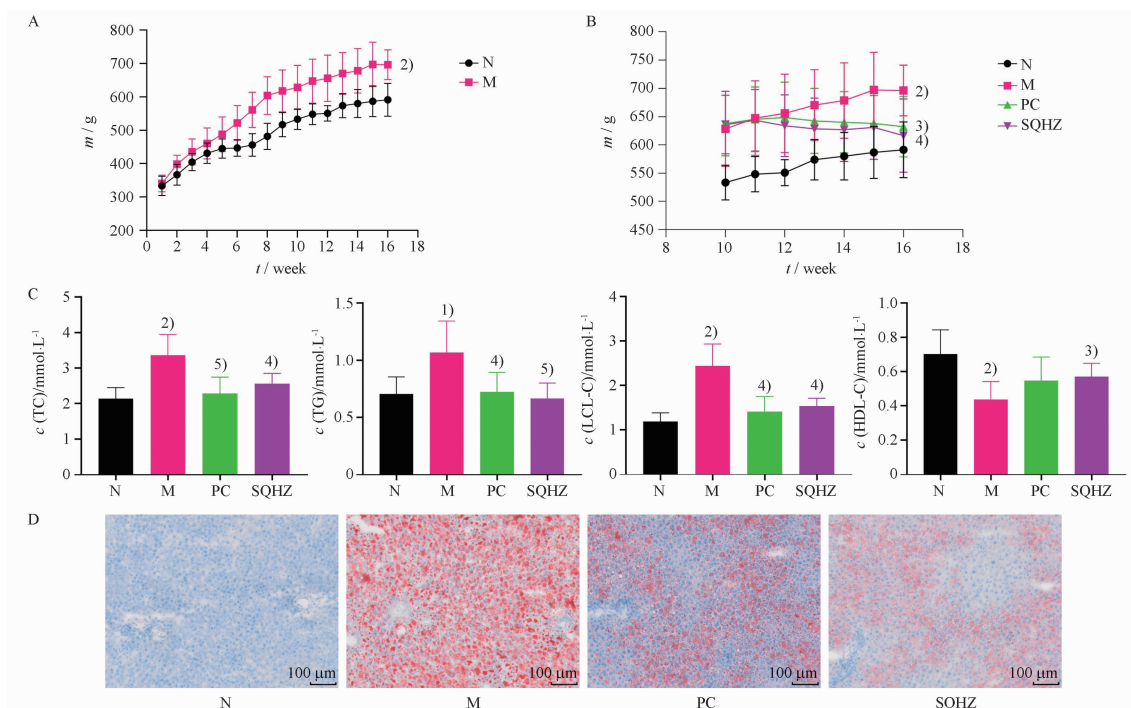 A
m / g
800
700
600
500
400
300
200
0 2 4 6 8 10 12 14 16 18
t / week
2)
N
M
B
m / g
800
750
700
650
600
550
500
450
8 10 12 14 16 18
t / week
2)
3)
4)
N
M
PC
SQHZ
C
c (TC)/mmol·L⁻¹
5
4
3
2
1
0
2)
5)
4)
N M PC SQHZ
c (TG)/mmol·L⁻¹
1.5
1.0
0.5
0
1)
4)
5)
N M PC SQHZ
c (LCL-C)/mmol·L⁻¹
4
3
2
1
0
2)
4)
4)
N M PC SQHZ
c (HDL-C)/mmol·L⁻¹
1.0
0.8
0.6
0.4
0.2
0
2)
3)
N M PC SQHZ
D
100 μm
100 μm
100 μm
100 μm
N M PC SQHZ